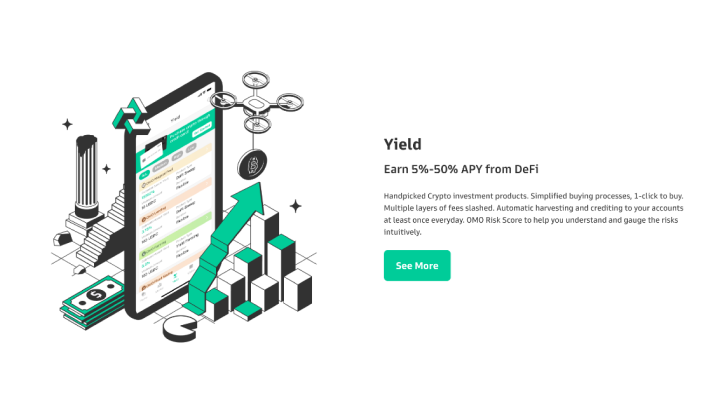 Yield
Yield
Earn 5%-50% APY from DeFi
Handpicked Crypto investment products. Simplified buying processes, 1-click to buy.
Multiple layers of fees slashed. Automatic harvesting and crediting to your accounts
at least once everyday. OMO Risk Score to help you understand and gauge the risks
intuitively.
See More